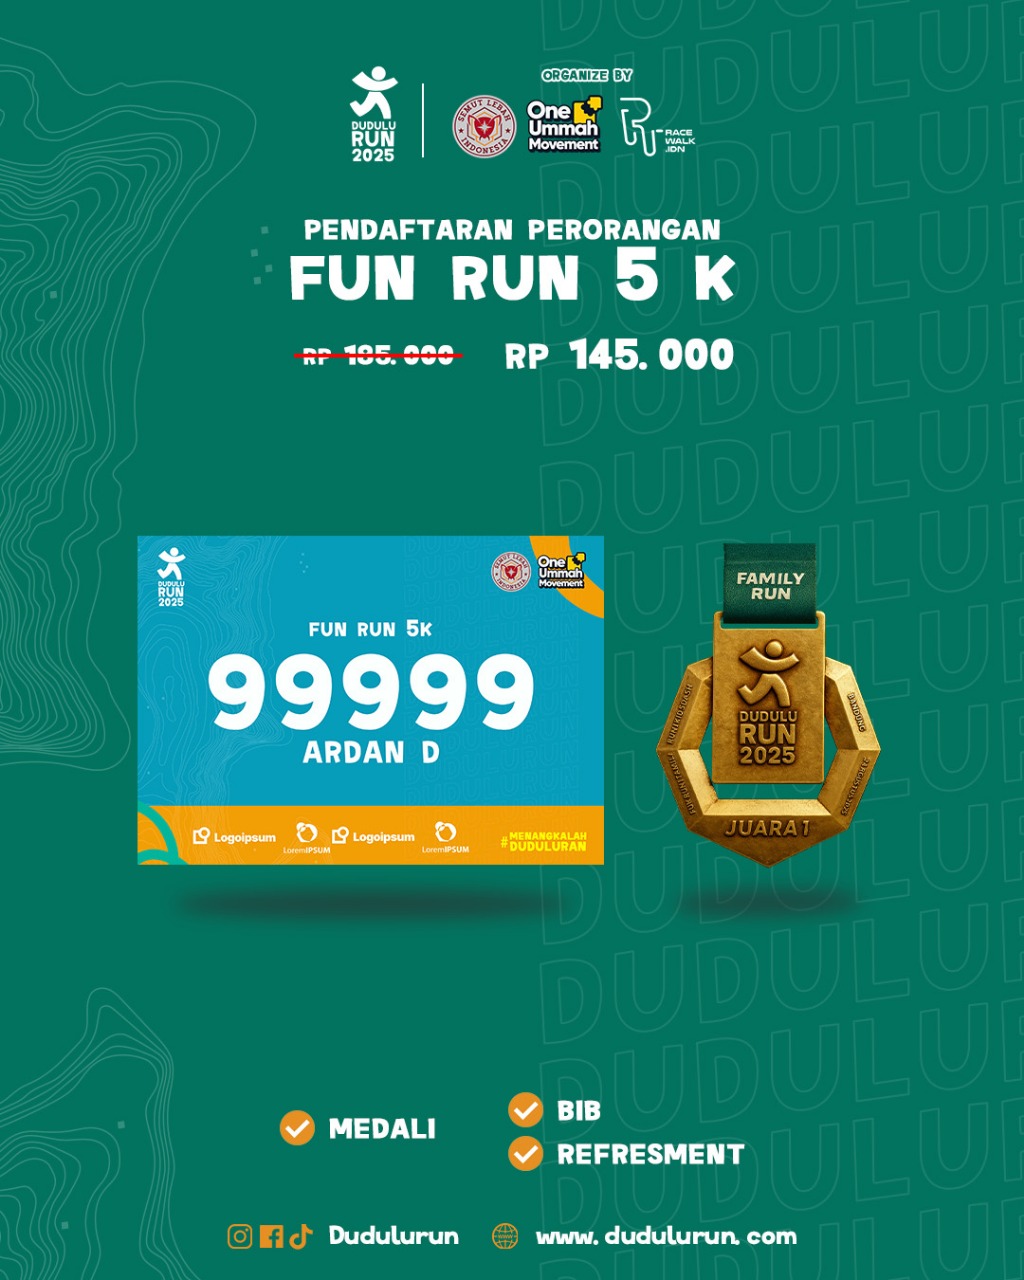 ORGANIZE BY
DUDULU
RUN
2025
SEMUT LEBAH
INDONESIA
One
Ummah
Movement
RACE
WALK
.IDN
PENDAFTARAN PERORANGAN
FUN RUN 5 K
RP 185.000 RP 145.000
DUDULU
RUN
2025
SEMUT LEBAH
INDONESIA
One
Ummah
Movement
FUN RUN 5K
99999
ARDAN D
Logoipsum
LoremIPSUM
Logoipsum
LoremIPSUM
#MENANGKALAH
DUDULURAN
FAMILY
RUN
DUDULU
RUN
2025
BANDUNG
JUARA 1
MEDALI
BIB
REFRESMENT
Dudulurun www.dudulurun.com